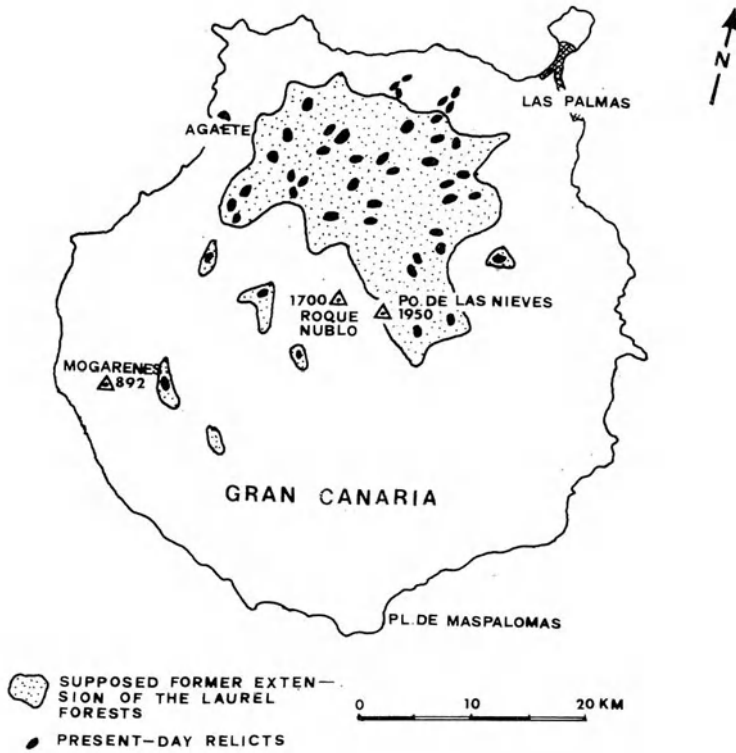 N
LAS PALMAS
AGAETE
1700
ROQUE
NUBLO
PO. DE LAS NIEVES
1950
MOGARENES
892
GRAN CANARIA
PL. DE MASPALOMAS
SUPPOSED FORMER EXTEN—
SION OF THE LAUREL
FORESTS
PRESENT—DAY RELICTS
0 10 20 KM